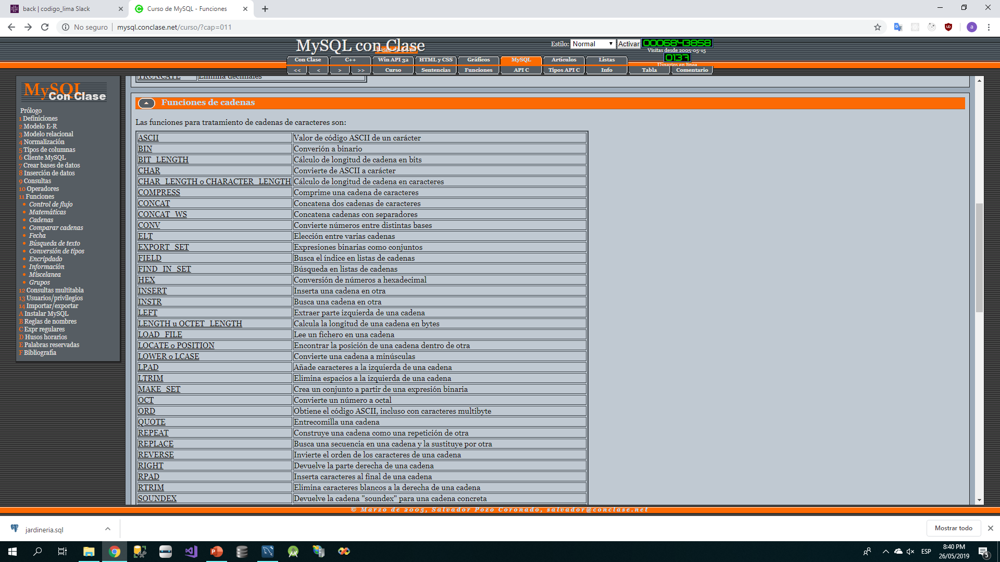 back | codigo_lima Slack
Curso de MySQL - Funciones
No seguro
mysql.conclase.net/curso/?cap=011
MySQL con Clase
Estilo:
Normal
Activar
0006843858
Visitas desde 2005-05-15
0137
Usuarios en línea
Con Clase
C++
Win API 32
HTML y CSS
Gráficos
MySQL
Artículos
Listas
<<
<
>
>>
Curso
Sentencias
Funciones
API C
Tipos API C
Info
Tabla
Comentario
MySQL
Con Clase
Prólogo
1 Definiciones
2 Modelo E-R
3 Modelo relacional
4 Normalización
5 Tipos de columnas
6 Cliente MySQL
7 Crear bases de datos
8 Inserción de datos
9 Consultas
10 Operadores
11 Funciones
Control de flujo
Matemáticas
Cadenas
Comparar cadenas
Fecha
Búsqueda de texto
Conversión de tipos
Encripdado
Información
Miscelanea
Grupos
12 Consultas multitabla
13 Usuarios/privilegios
14 Importar/exportar
A Instalar MySQL
B Reglas de nombres
C Expr regulares
D Husos horarios
E Palabras reservadas
F Bibliografía
TRUNCATE Elimina decimales
Funciones de cadenas
Las funciones para tratamiento de cadenas de caracteres son:
ASCII Valor de código ASCII de un carácter
BIN Converión a binario
BIT_LENGTH Cálculo de longitud de cadena en bits
CHAR Convierte de ASCII a carácter
CHAR_LENGTH o CHARACTER_LENGTH Cálculo de longitud de cadena en caracteres
COMPRESS Comprime una cadena de caracteres
CONCAT Concatena dos cadenas de caracteres
CONCAT_WS Concatena cadenas con separadores
CONV Convierte números entre distintas bases
ELT Elección entre varias cadenas
EXPORT_SET Expresiones binarias como conjuntos
FIELD Busca el índice en listas de cadenas
FIND_IN_SET Búsqueda en listas de cadenas
HEX Conversión de números a hexadecimal
INSERT Inserta una cadena en otra
INSTR Busca una cadena en otra
LEFT Extraer parte izquierda de una cadena
LENGTH u OCTET_LENGTH Calcula la longitud de una cadena en bytes
LOAD_FILE Lee un fichero en una cadena
LOCATE o POSITION Encontrar la posición de una cadena dentro de otra
LOWER o LCASE Convierte una cadena a minúsculas
LPAD Añade caracteres a la izquierda de una cadena
LTRIM Elimina espacios a la izquierda de una cadena
MAKE_SET Crea un conjunto a partir de una expresión binaria
OCT Convierte un número a octal
ORD Obtiene el código ASCII, incluso con caracteres multibyte
QUOTE Entrecomilla una cadena
REPEAT Construye una cadena como una repetición de otra
REPLACE Busca una secuencia en una cadena y la sustituye por otra
REVERSE Invierte el orden de los caracteres de una cadena
RIGHT Devuelve la parte derecha de una cadena
RPAD Inserta caracteres al final de una cadena
RTRIM Elimina caracteres blancos a la derecha de una cadena
SOUNDEX Devuelve la cadena "soundex" para una cadena concreta
© Marzo de 2005, Salvador Pozo Coronado, salvador@conclase.net
jardineria.sql
Mostrar todo
ESP
8:40 PM
26/05/2019
5